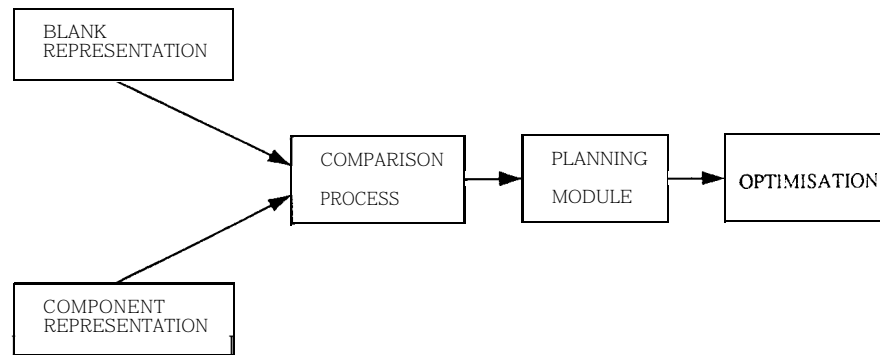 BLANK
REPRESENTATION
COMPARISON
PROCESS
PLANNING
MODULE
OPTIMISATION
COMPONENT
REPRESENTATION